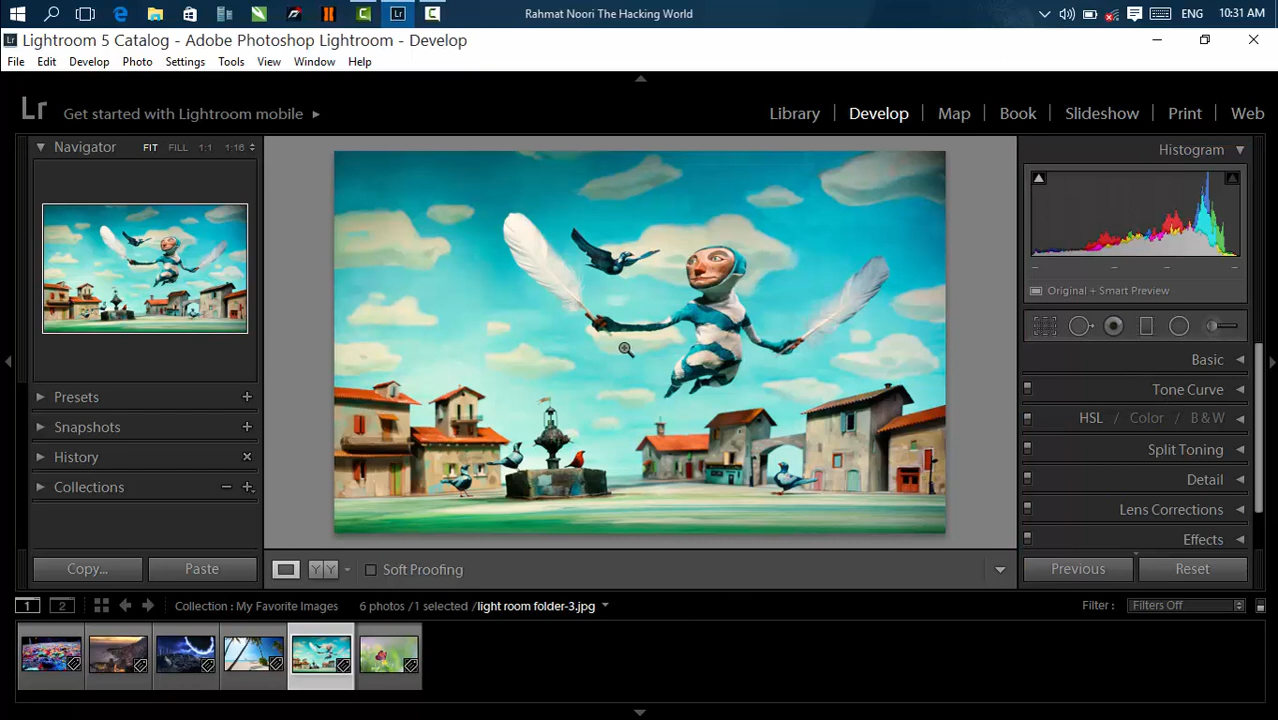 Rahmat Noori The Hacking World
ENG
10:31 AM
Lr Lightroom 5 Catalog - Adobe Photoshop Lightroom - Develop
File Edit Develop Photo Settings Tools View Window Help
Lr Get started with Lightroom mobile
Library Develop Map Book Slideshow Print Web
Navigator FIT FILL 1:1 1:16
Histogram
Original + Smart Preview
Basic
Tone Curve
HSL / Color / B & W
Split Toning
Detail
Lens Corrections
Effects
Presets
Snapshots
History
Collections
Copy... Paste
YY Soft Proofing
Previous Reset
1 2 Collection : My Favorite Images 6 photos /1 selected /light room folder-3.jpg
Filter : Filters Off